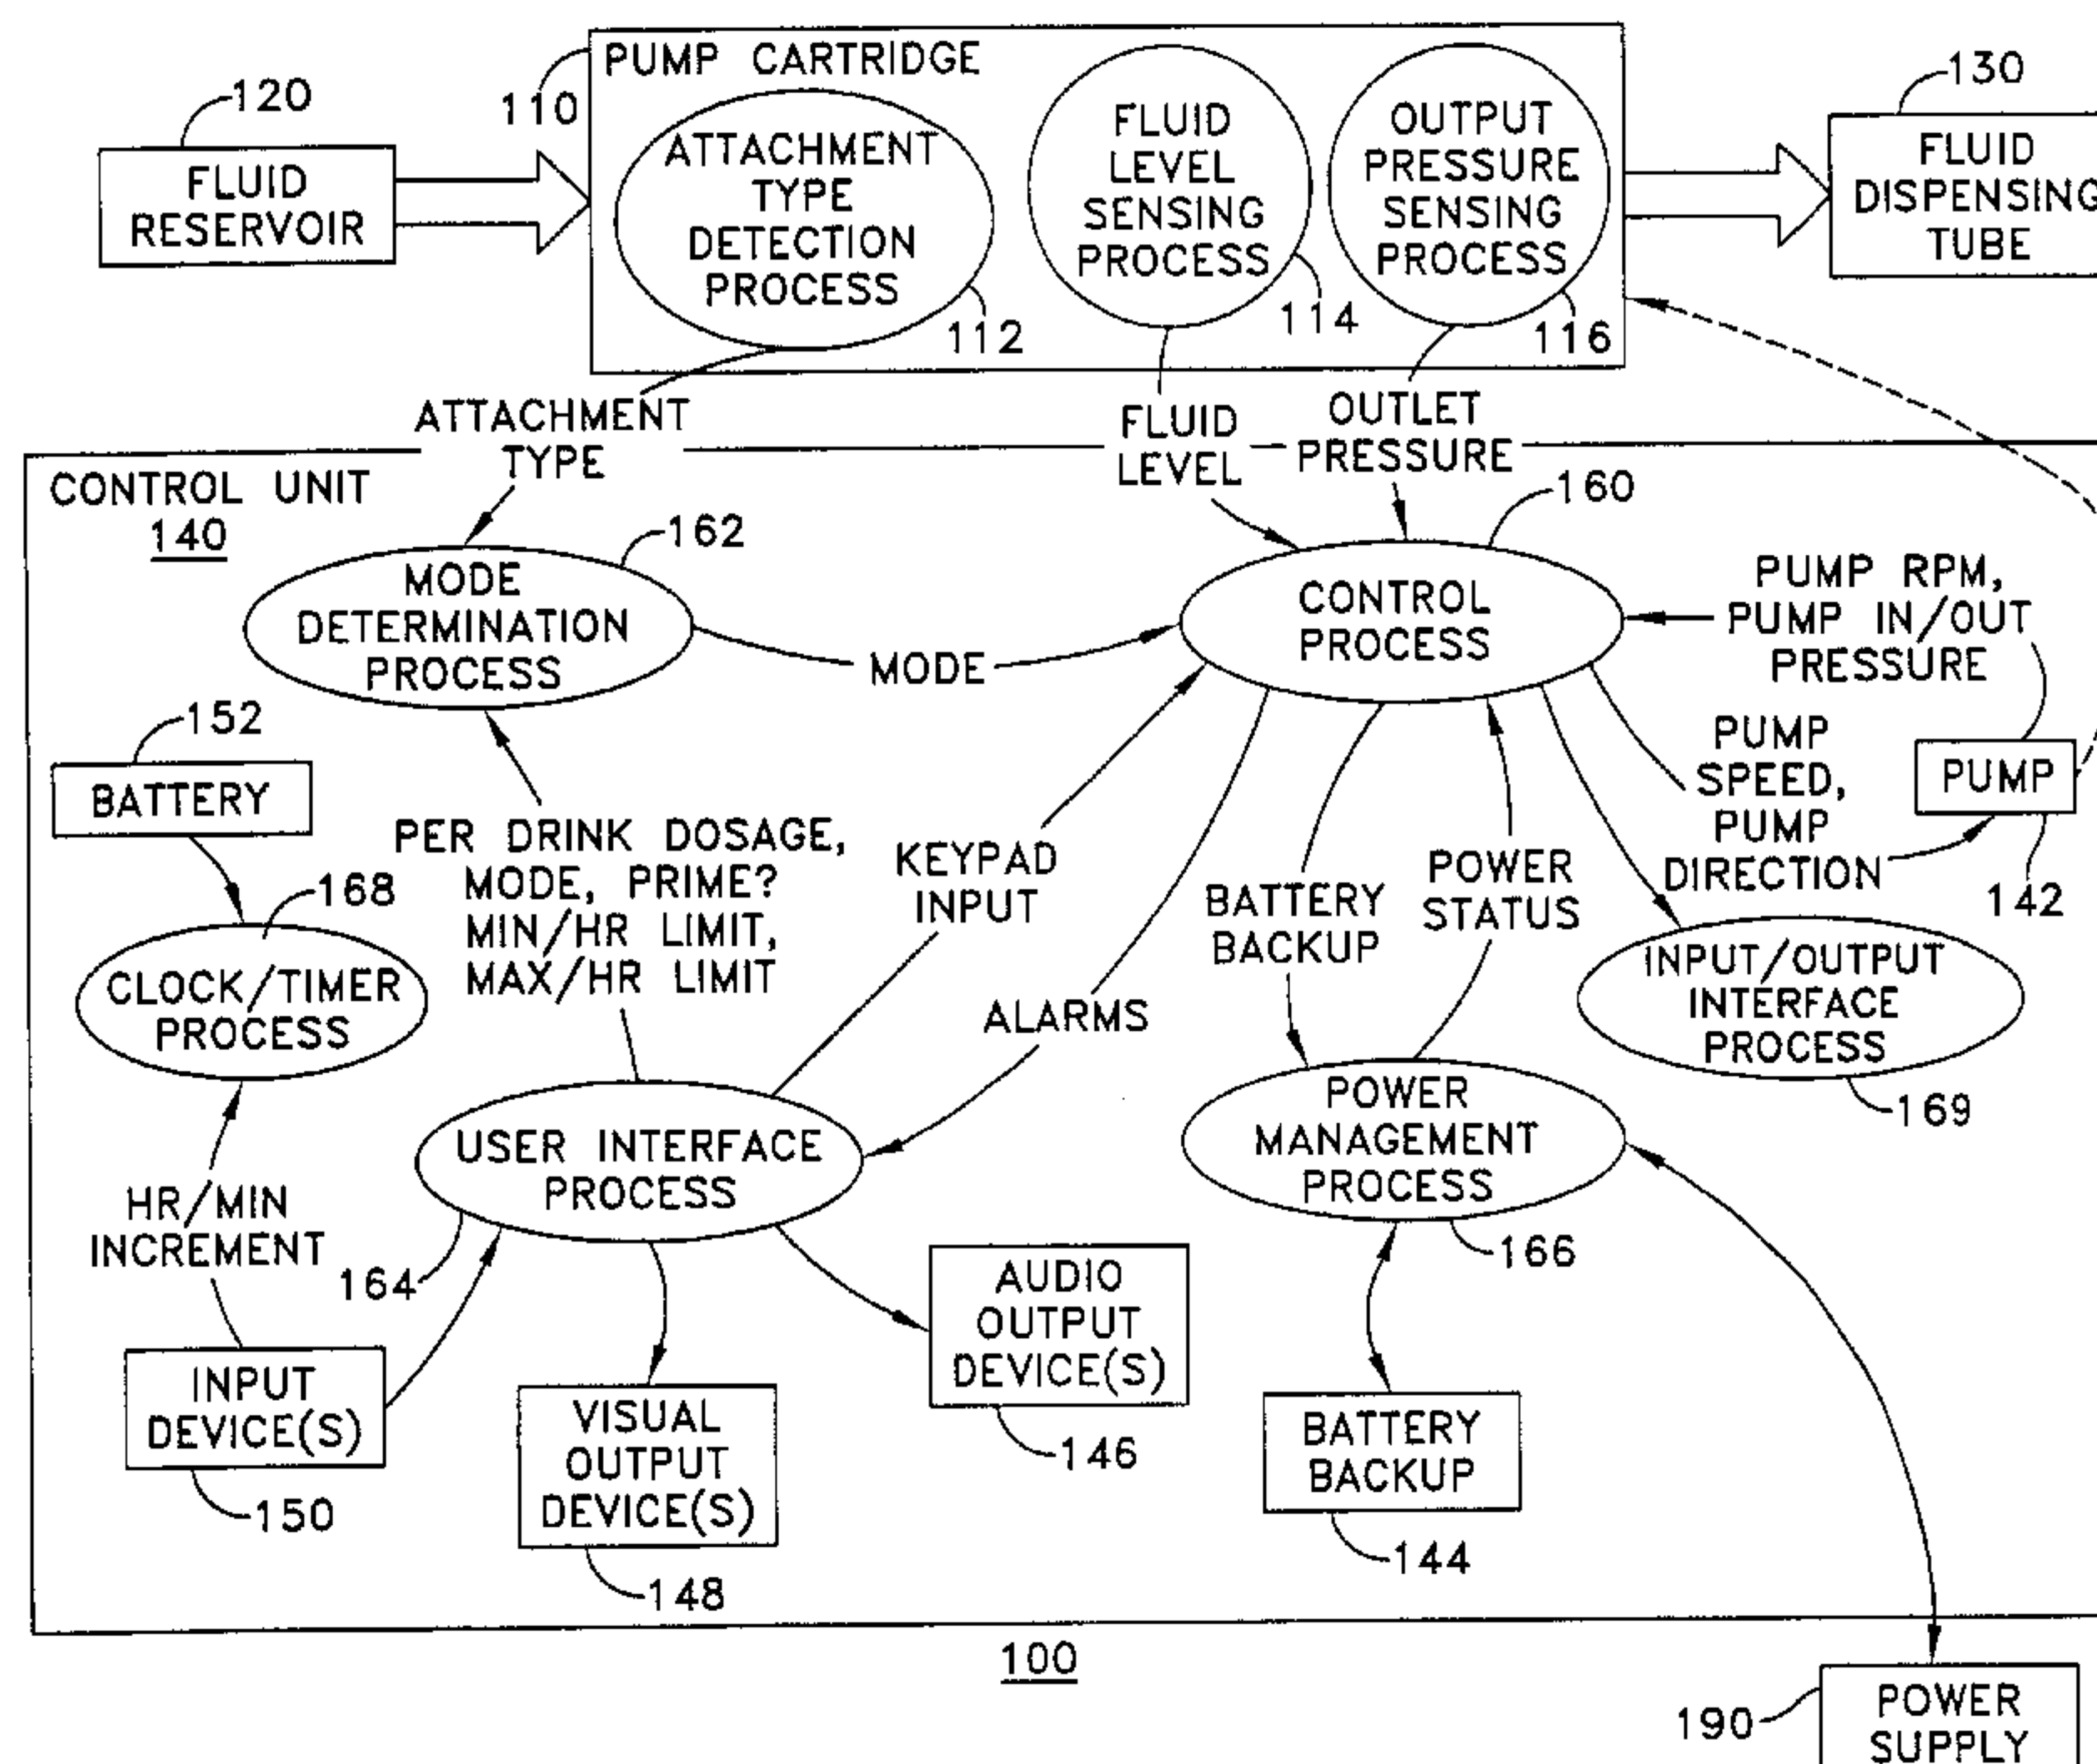 PUMP CARTRIDGE
110
120
FLUID
RESERVOIR
ATTACHMENT
TYPE
DETECTION
PROCESS
112
FLUID
LEVEL
SENSING
PROCESS
114
OUTPUT
PRESSURE
SENSING
PROCESS
116
130
FLUID
DISPENSING
TUBE
ATTACHMENT
TYPE
FLUID
LEVEL
OUTLET
PRESSURE
CONTROL UNIT
140
162
MODE
DETERMINATION
PROCESS
MODE
160
CONTROL
PROCESS
PUMP RPM,
PUMP IN/OUT
PRESSURE
152
BATTERY
PUMP
SPEED,
PUMP
DIRECTION
PUMP
142
PER DRINK DOSAGE,
MODE, PRIME?
MIN/HR LIMIT,
MAX/HR LIMIT
KEYPAD
INPUT
BATTERY
BACKUP
POWER
STATUS
168
CLOCK/TIMER
PROCESS
ALARMS
INPUT/OUTPUT
INTERFACE
PROCESS
169
USER INTERFACE
PROCESS
164
POWER
MANAGEMENT
PROCESS
166
HR/MIN
INCREMENT
INPUT
DEVICE(S)
150
VISUAL
OUTPUT
DEVICE(S)
148
AUDIO
OUTPUT
DEVICE(S)
146
BATTERY
BACKUP
144
100
190
POWER
SUPPLY